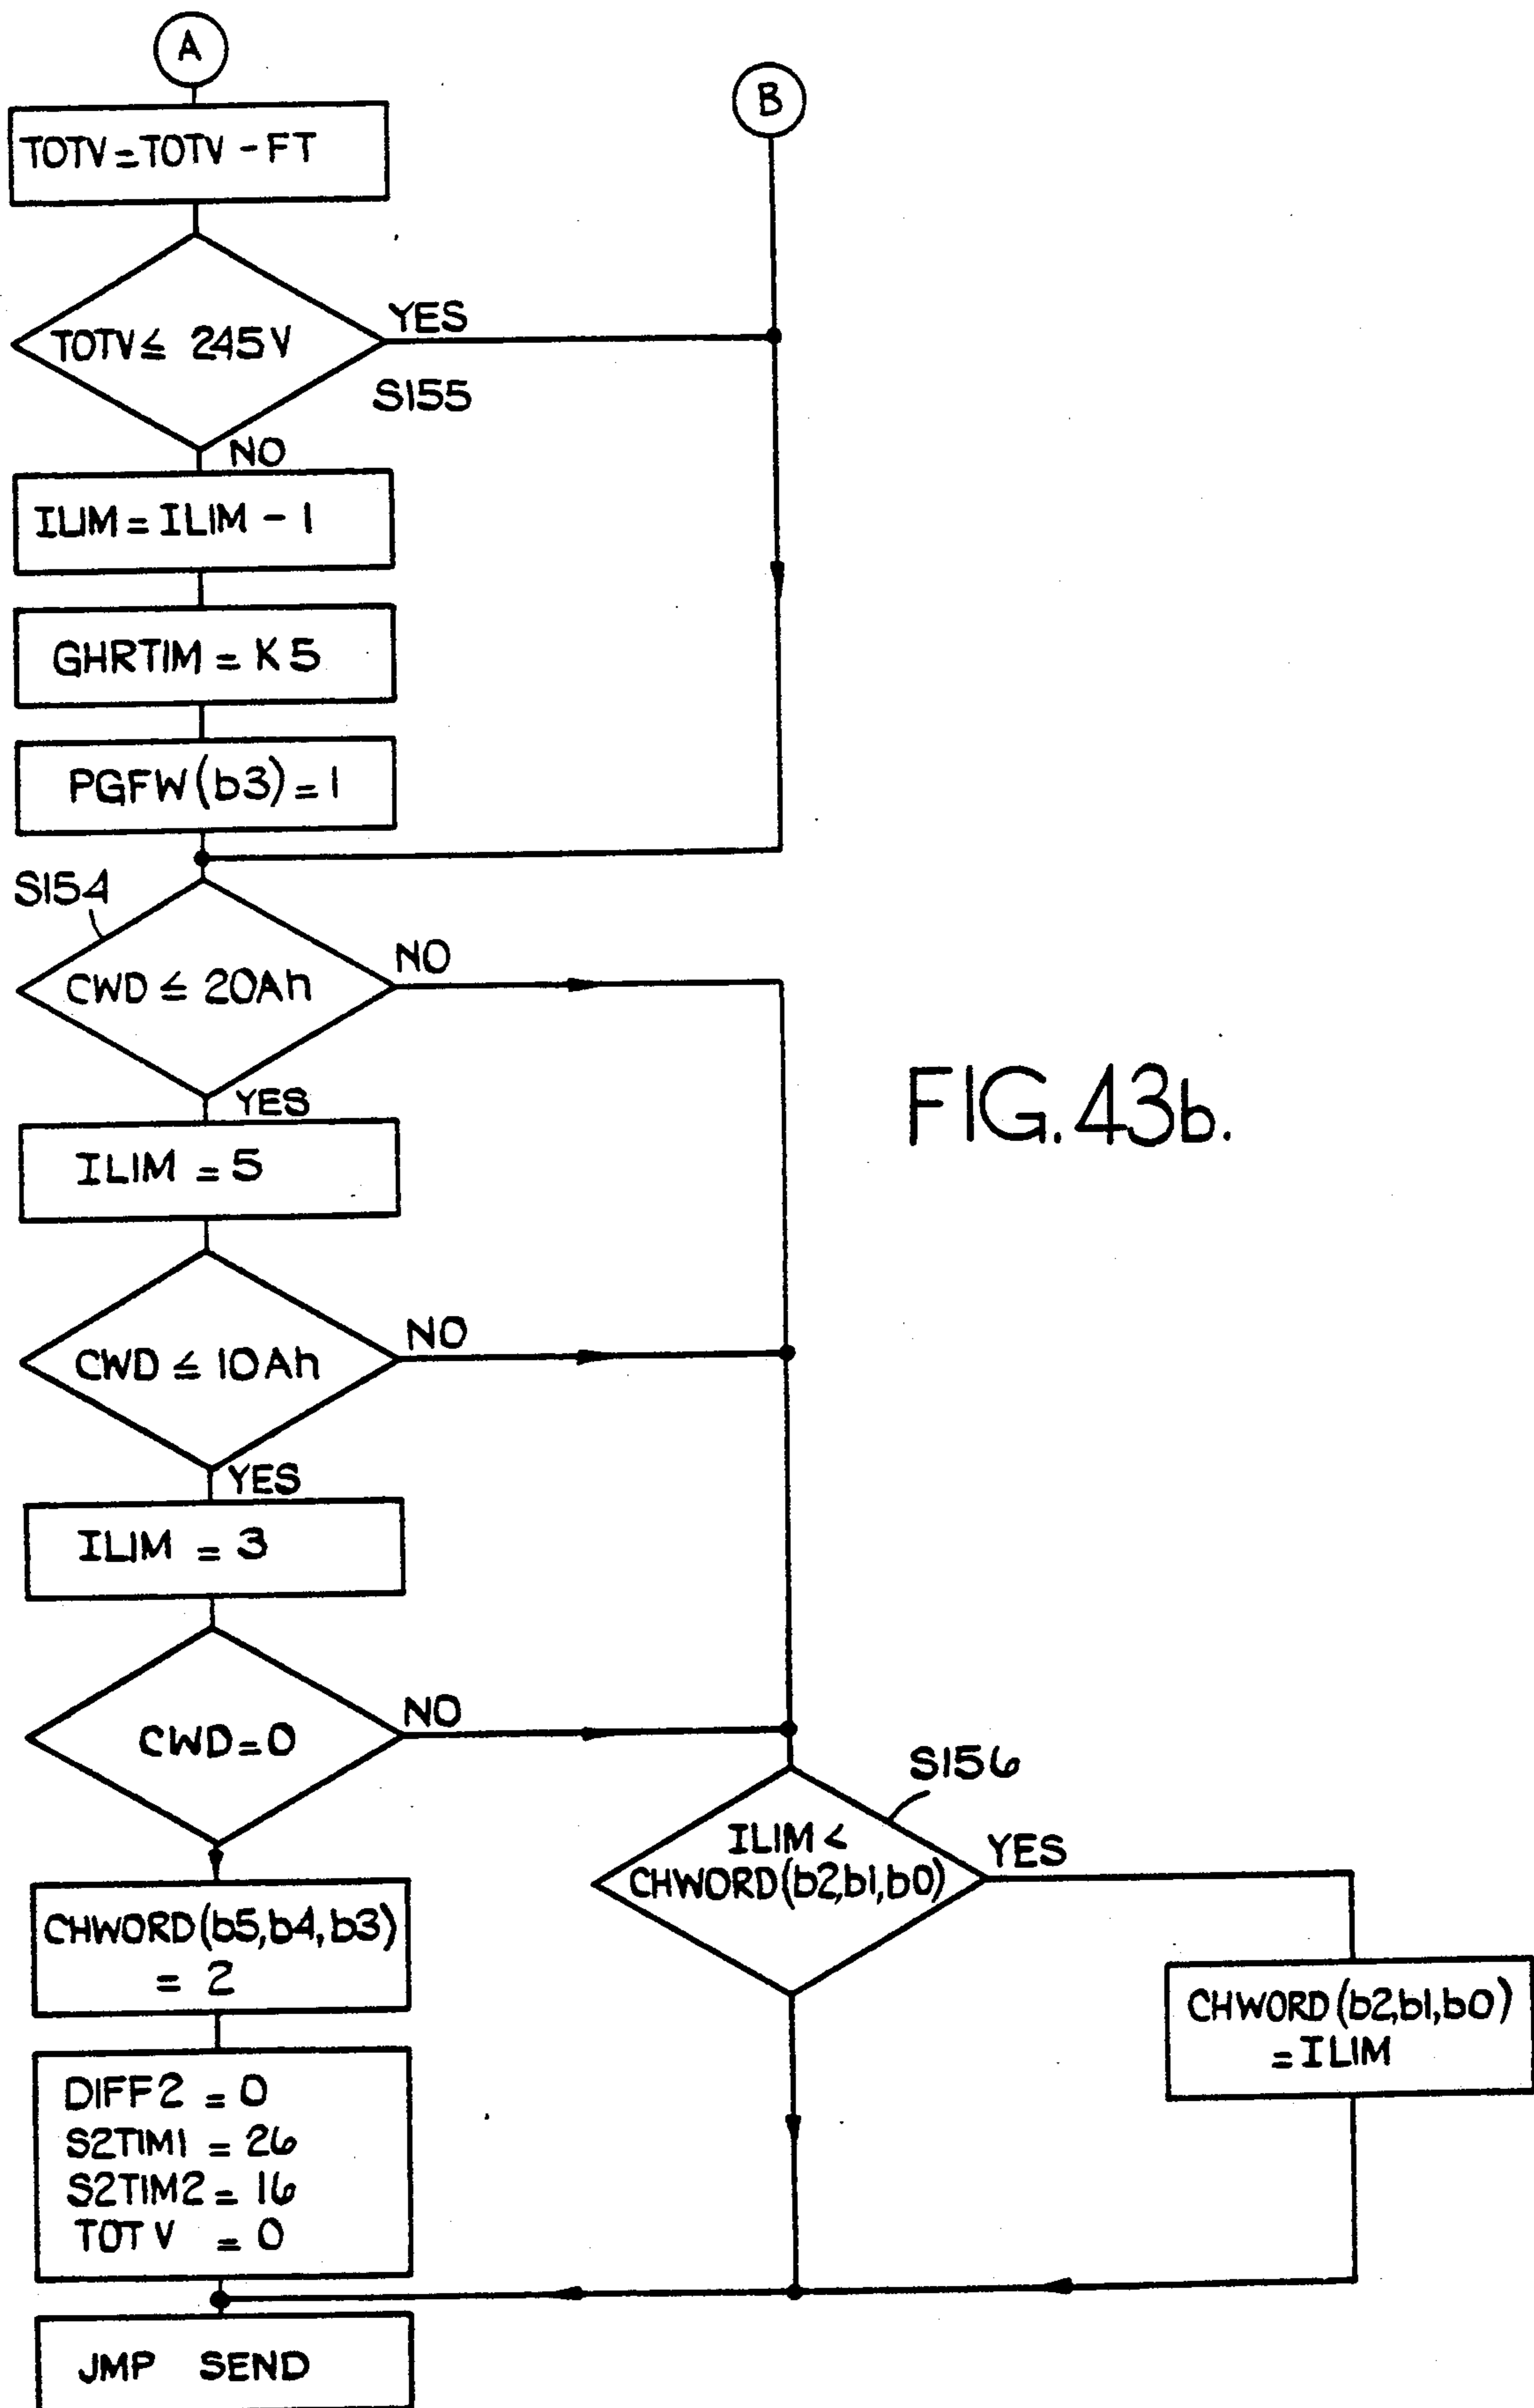 A
B
TOTV = TOTV - FT
TOTV ≤ 245V
YES
S155
NO
ILIM = ILIM - 1
GHRTIM = K5
PGFW(b3) = 1
S154
CWD ≤ 20Ah
NO
YES
ILIM = 5
CWD ≤ 10Ah
NO
YES
ILIM = 3
CWD = 0
NO
S156
ILIM <
CHWORD(b2,b1,b0)
YES
CHWORD(b5,b4,b3)
= 2
CHWORD(b2,b1,b0)
= ILIM
DIFF2 = 0
S2TIM1 = 26
S2TIM2 = 16
TOTV = 0
JMP SEND
FIG. 43b.